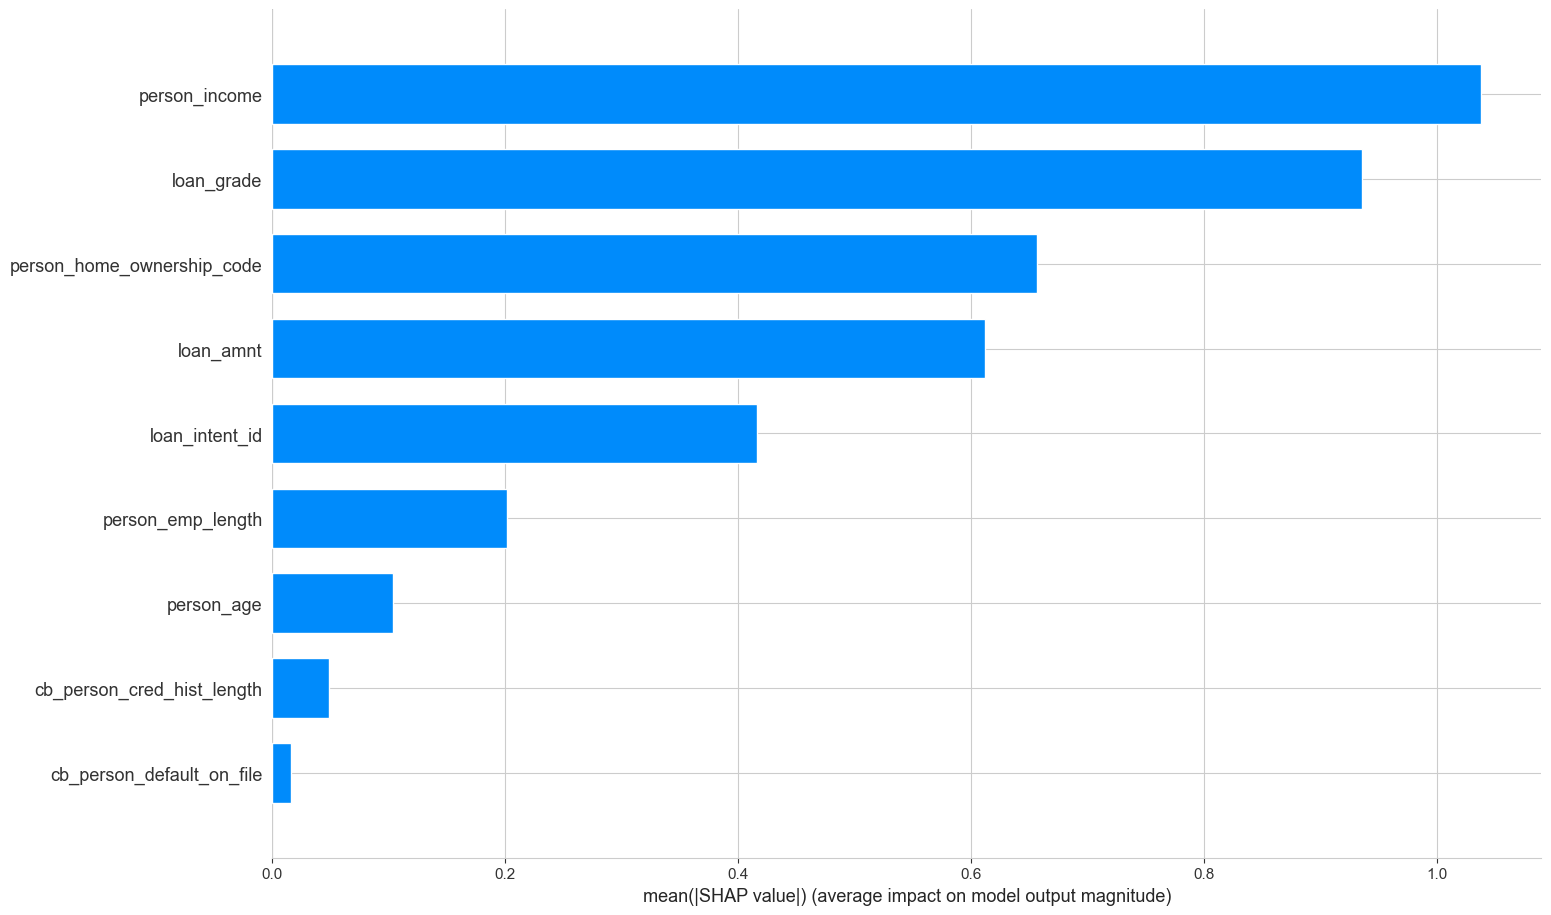 person_income
loan_grade
person_home_ownership_code
loan_amnt
loan_intent_id
person_emp_length
person_age
cb_person_cred_hist_length
cb_person_default_on_file
0.0 0.2 0.4 0.6 0.8 1.0
mean(|SHAP value|) (average impact on model output magnitude)